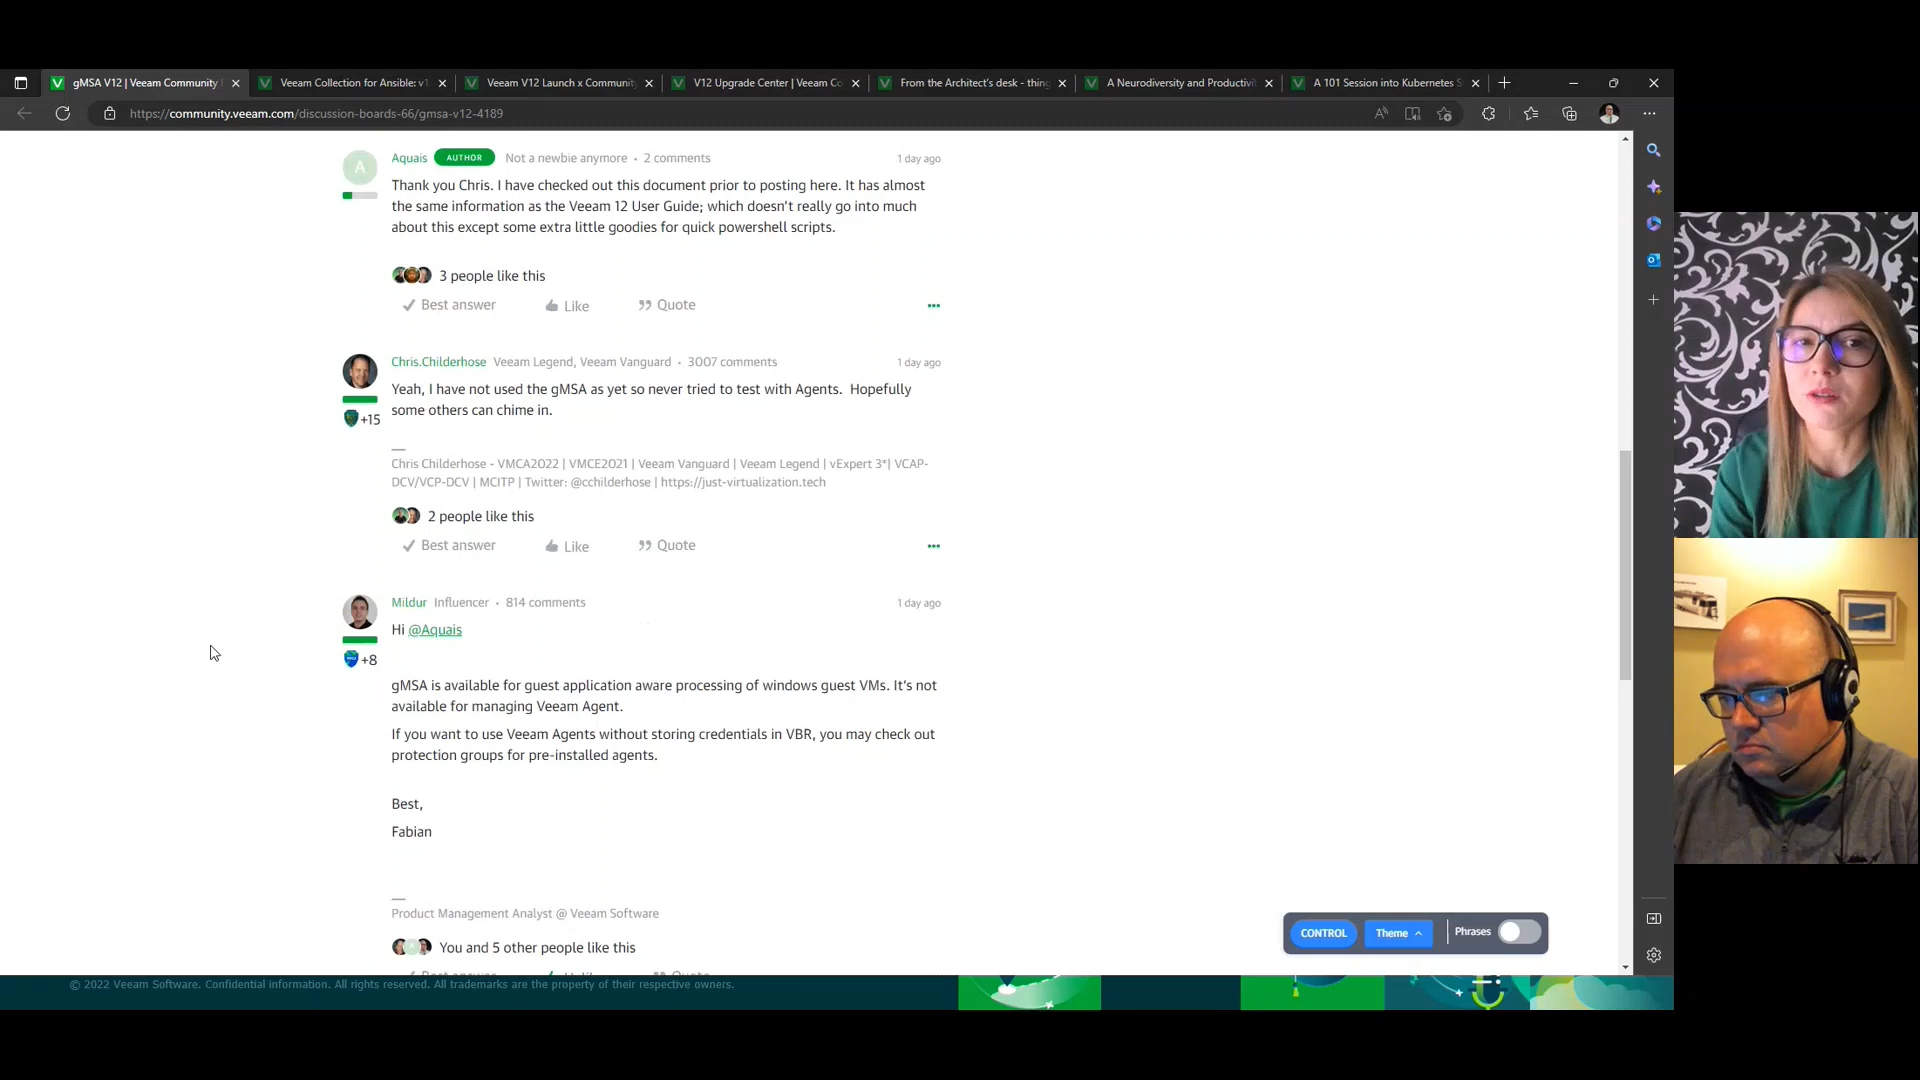 gMSA V12 | Veeam Community
Veeam Collection for Ansible: v1
Veeam V12 Launch x Community
V12 Upgrade Center | Veeam Co
From the Architect's desk - thing
A Neurodiversity and Productivi
A 101 Session into Kubernetes S
https://community.veeam.com/discussion-boards-66/gmsa-v12-4189
A
Aquais AUTHOR Not a newbie anymore • 2 comments 1 day ago
Thank you Chris. I have checked out this document prior to posting here. It has almost
the same information as the Veeam 12 User Guide; which doesn't really go into much
about this except some extra little goodies for quick powershell scripts.
3 people like this
Best answer Like Quote
Chris.Childerhose Veeam Legend, Veeam Vanguard • 3007 comments 1 day ago
Yeah, I have not used the gMSA as yet so never tried to test with Agents. Hopefully
some others can chime in.
+15
Chris Childerhose - VMCA2022 | VMCE2021 | Veeam Vanguard | Veeam Legend | vExpert 3*| VCAP-
DCV/VCP-DCV | MCITP | Twitter: @cchilderhose | https://just-virtualization.tech
2 people like this
Best answer Like Quote
Mildur Influencer • 814 comments 1 day ago
Hi @Aquais
+8
gMSA is available for guest application aware processing of windows guest VMs. It's not
available for managing Veeam Agent.
If you want to use Veeam Agents without storing credentials in VBR, you may check out
protection groups for pre-installed agents.
Best,
Fabian
Product Management Analyst @ Veeam Software
You and 5 other people like this
Best answer Unlike Quote
CONTROL Theme Phrases
© 2022 Veeam Software. Confidential information. All rights reserved. All trademarks are the property of their respective owners.